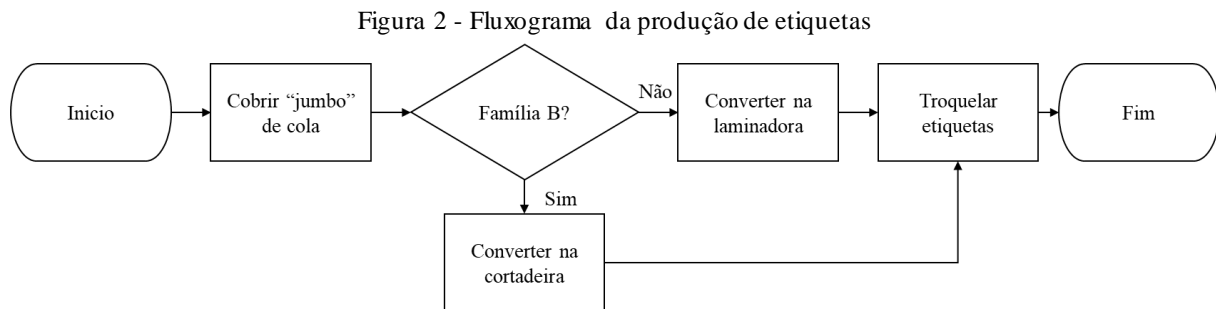 Figura 2 - Fluxograma da produção de etiquetas
Inicio
Cobrir “jumbo”
de cola
Família B?
Não
Converter na
laminadora
Troquelar
etiquetas
Fim
Sim
Converter na
cortadeira